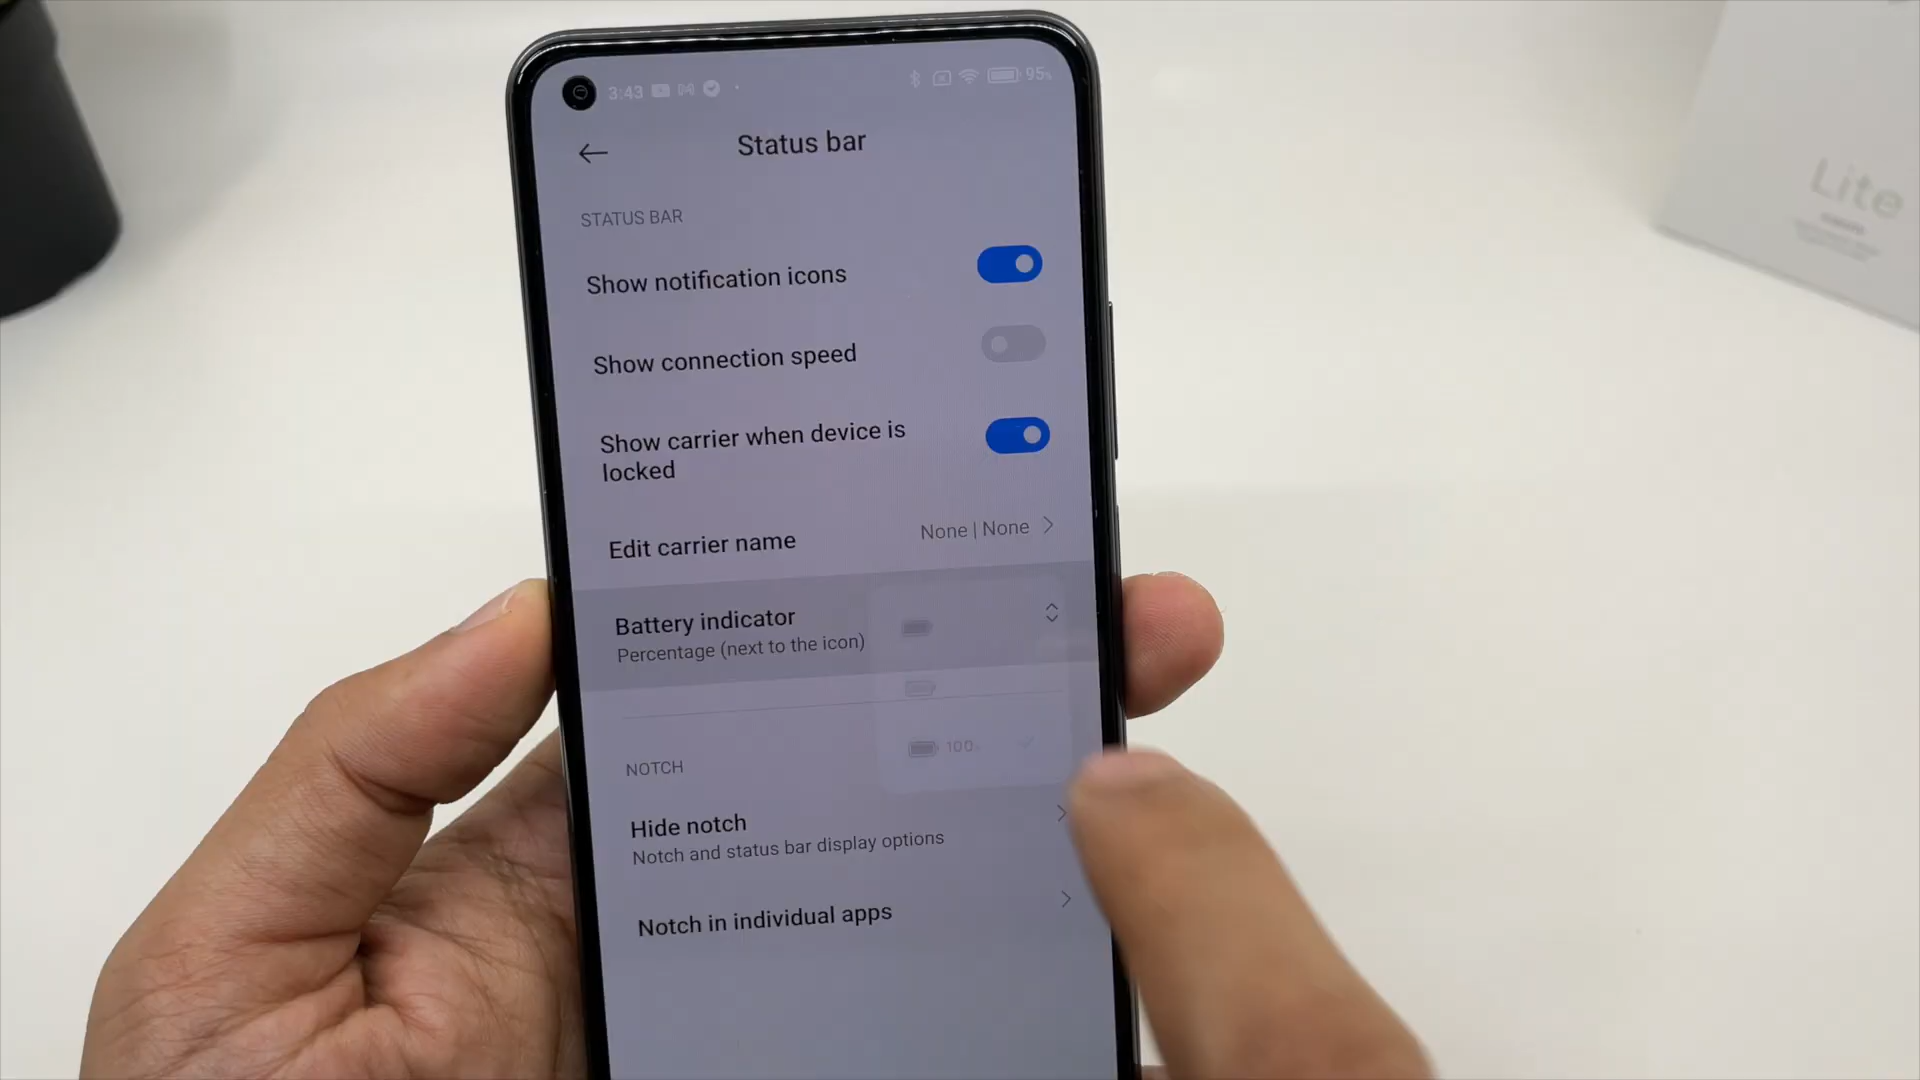 3:43 95%
Status bar
STATUS BAR
Show notification icons
Show connection speed
Show carrier when device is
locked
Edit carrier name None | None
Battery indicator
Percentage (next to the icon)
100
NOTCH
Hide notch
Notch and status bar display options
Notch in individual apps
Lite